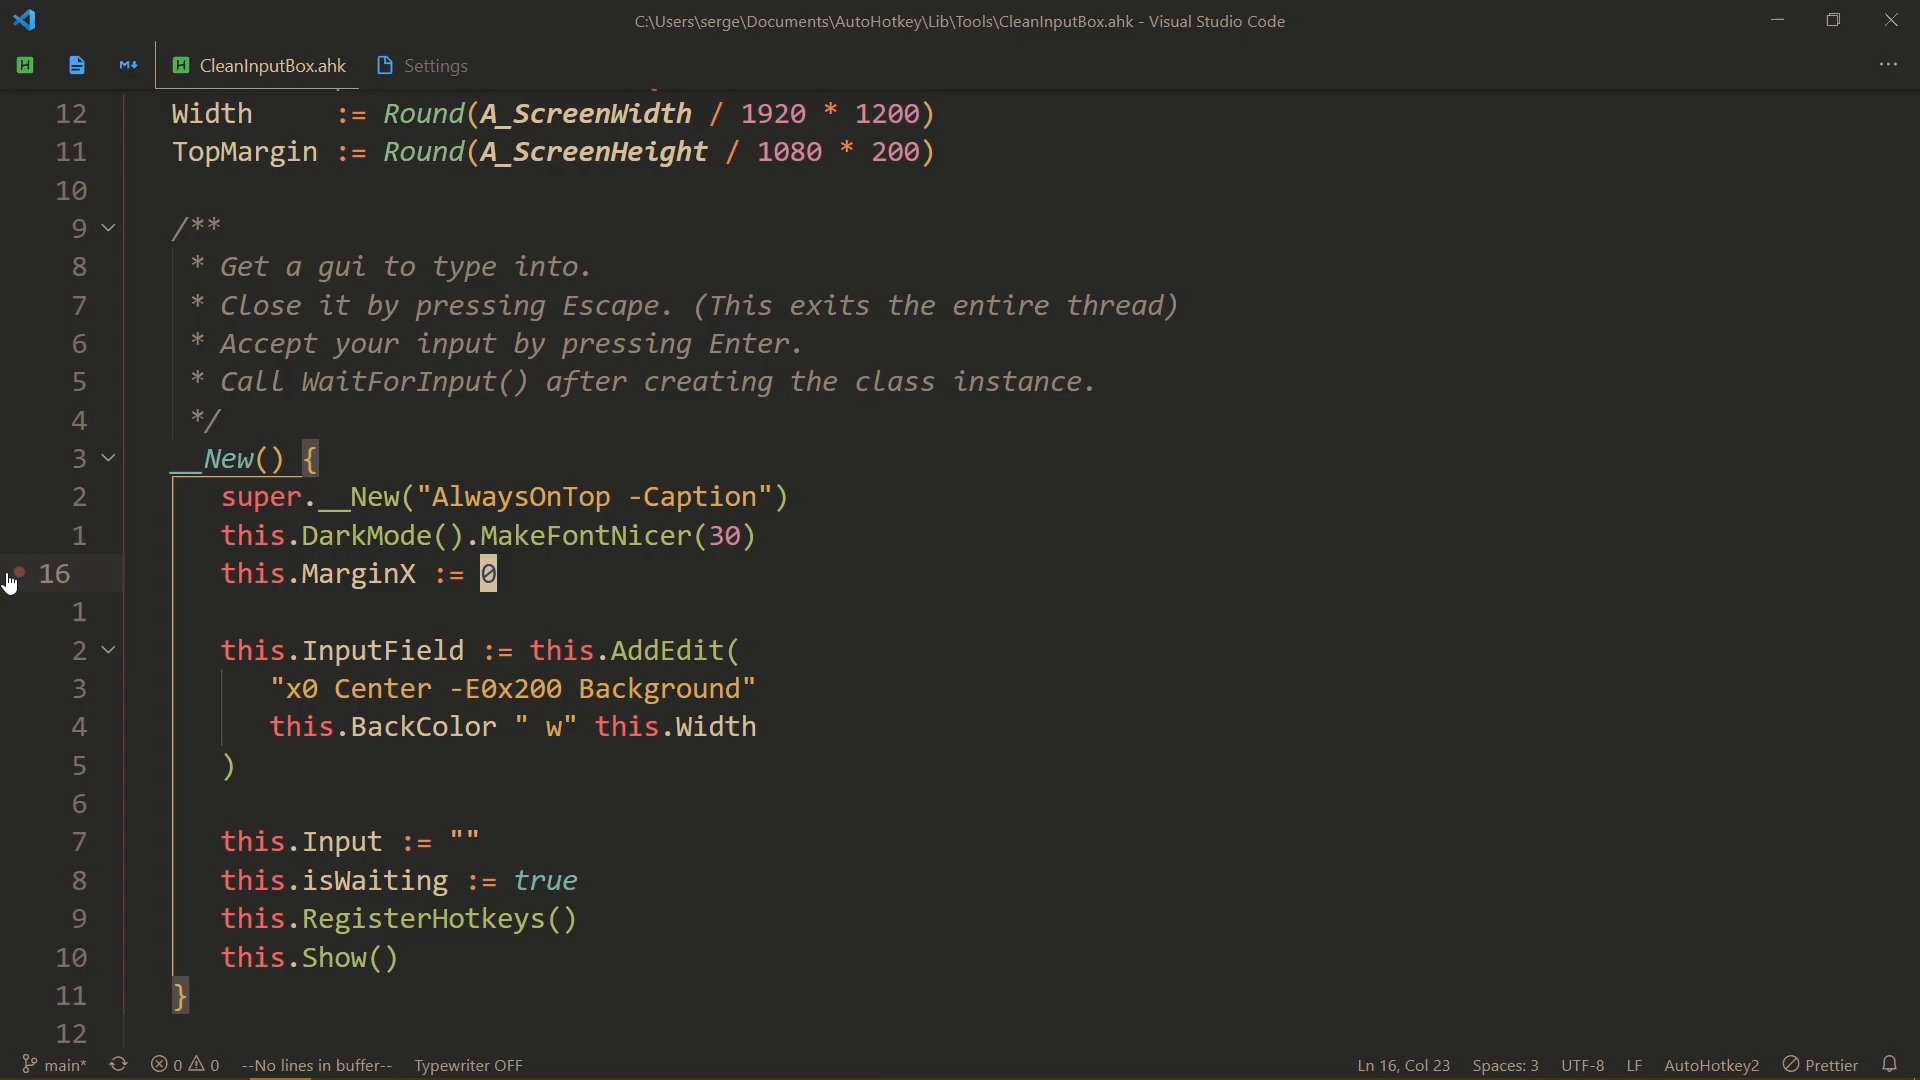 C:\Users\serge\Documents\AutoHotkey\Lib\Tools\CleanInputBox.ahk - Visual Studio Code
H M↓ H CleanInputBox.ahk Settings ...
12 Width := Round(A_ScreenWidth / 1920 * 1200)
11 TopMargin := Round(A_ScreenHeight / 1080 * 200)
10
9 /**
8 * Get a gui to type into.
7 * Close it by pressing Escape. (This exits the entire thread)
6 * Accept your input by pressing Enter.
5 * Call WaitForInput() after creating the class instance.
4 */
3 __New() {
2 super.__New("AlwaysOnTop -Caption")
1 this.DarkMode().MakeFontNicer(30)
16 this.MarginX := 0
1
2 this.InputField := this.AddEdit(
3 "x0 Center -E0x200 Background"
4 this.BackColor " w" this.Width
5 )
6
7 this.Input := ""
8 this.isWaiting := true
9 this.RegisterHotkeys()
10 this.Show()
11 }
12
main* 0 0 --No lines in buffer-- Typewriter OFF Ln 16, Col 23 Spaces: 3 UTF-8 LF AutoHotkey2 Prettier